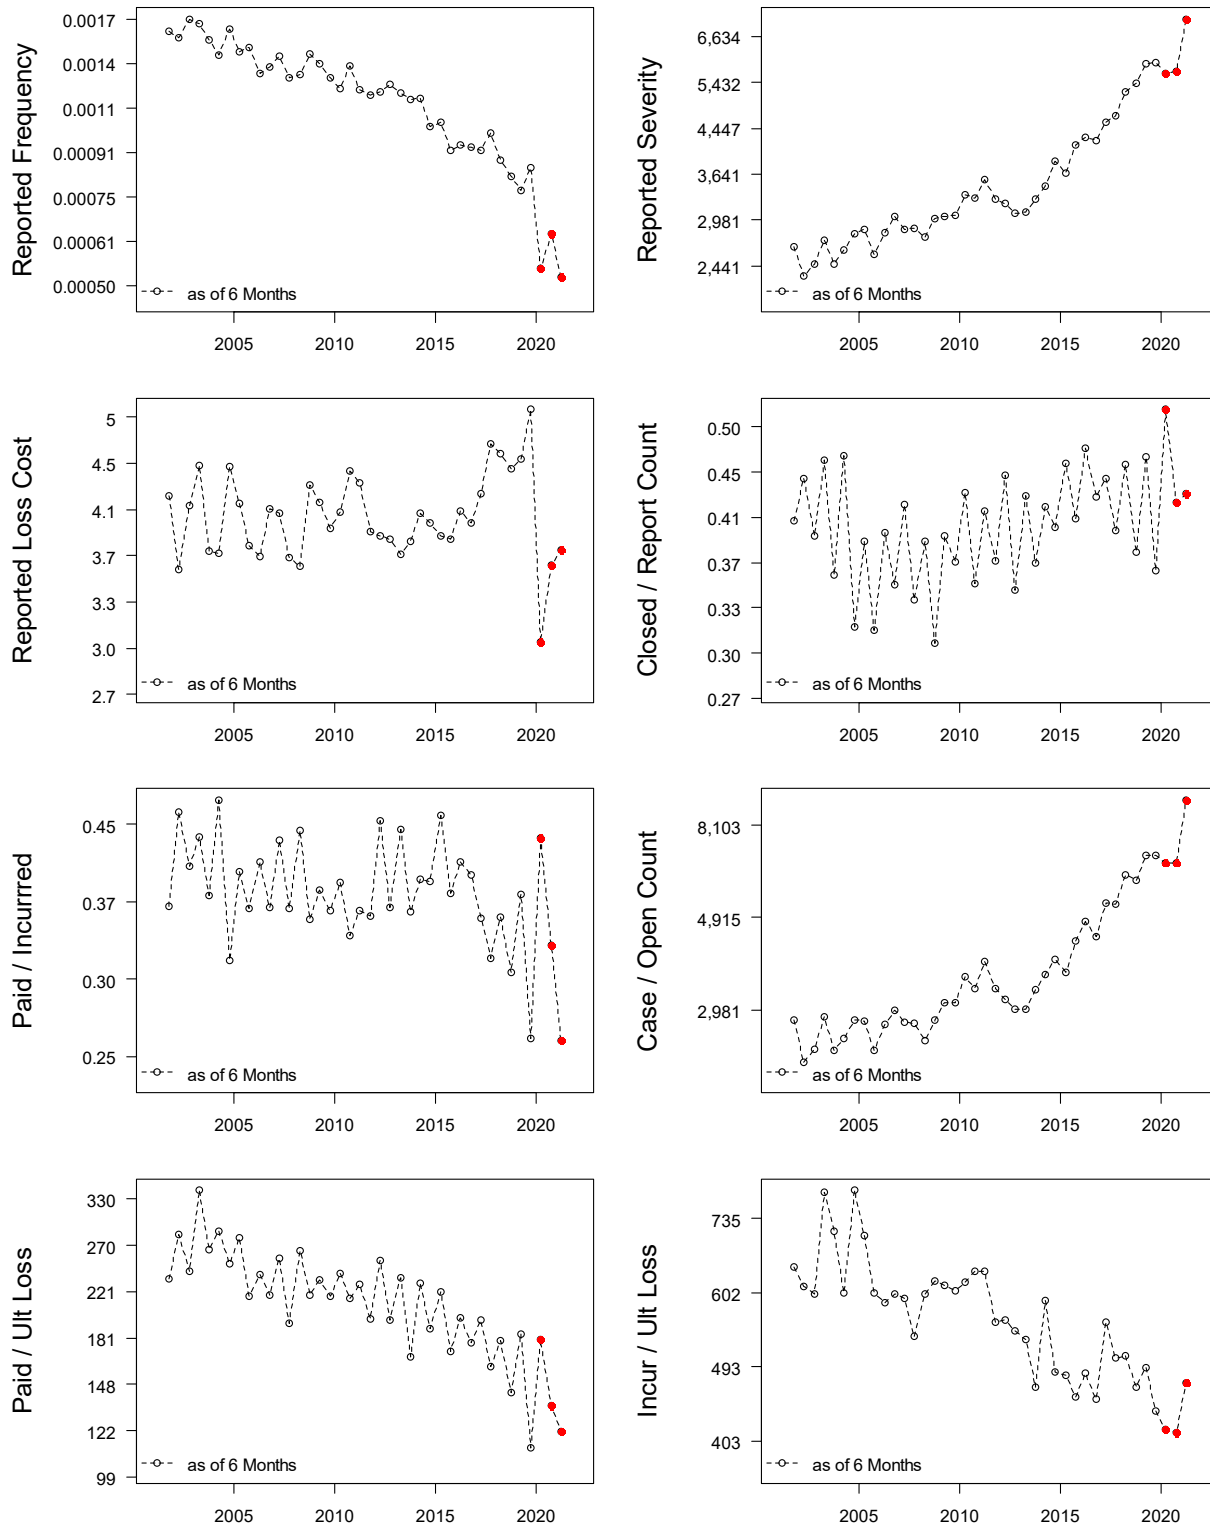 Reported Frequency
0.0017
0.0014
0.0011
0.00091
0.00075
0.00061
0.00050
as of 6 Months
2005 2010 2015 2020
Reported Severity
6,634
5,432
4,447
3,641
2,981
2,441
as of 6 Months
2005 2010 2015 2020
Reported Loss Cost
5
4.5
4.1
3.7
3.3
3.0
2.7
as of 6 Months
2005 2010 2015 2020
Closed / Report Count
0.50
0.45
0.41
0.37
0.33
0.30
0.27
as of 6 Months
2005 2010 2015 2020
Paid / Incurred
0.45
0.37
0.30
0.25
as of 6 Months
2005 2010 2015 2020
Case / Open Count
8,103
4,915
2,981
as of 6 Months
2005 2010 2015 2020
Paid / Ult Loss
330
270
221
181
148
122
99
as of 6 Months
2005 2010 2015 2020
Incur / Ult Loss
735
602
493
403
as of 6 Months
2005 2010 2015 2020